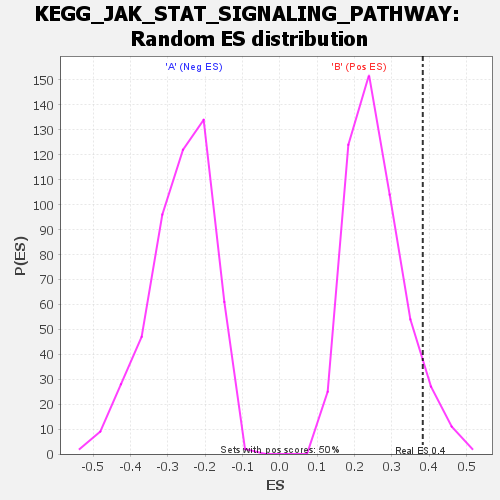 KEGG_JAK_STAT_SIGNALING_PATHWAY:
Random ES distribution
'A' (Neg ES) 'B' (Pos ES)
150
140
130
120
110
100
90
80
70
60
50
40
30
20
10
0
P(ES)
Sets with pos scores: 50%
Real ES 0.4
-0.5 -0.4 -0.3 -0.2 -0.1 0.0 0.1 0.2 0.3 0.4 0.5
ES